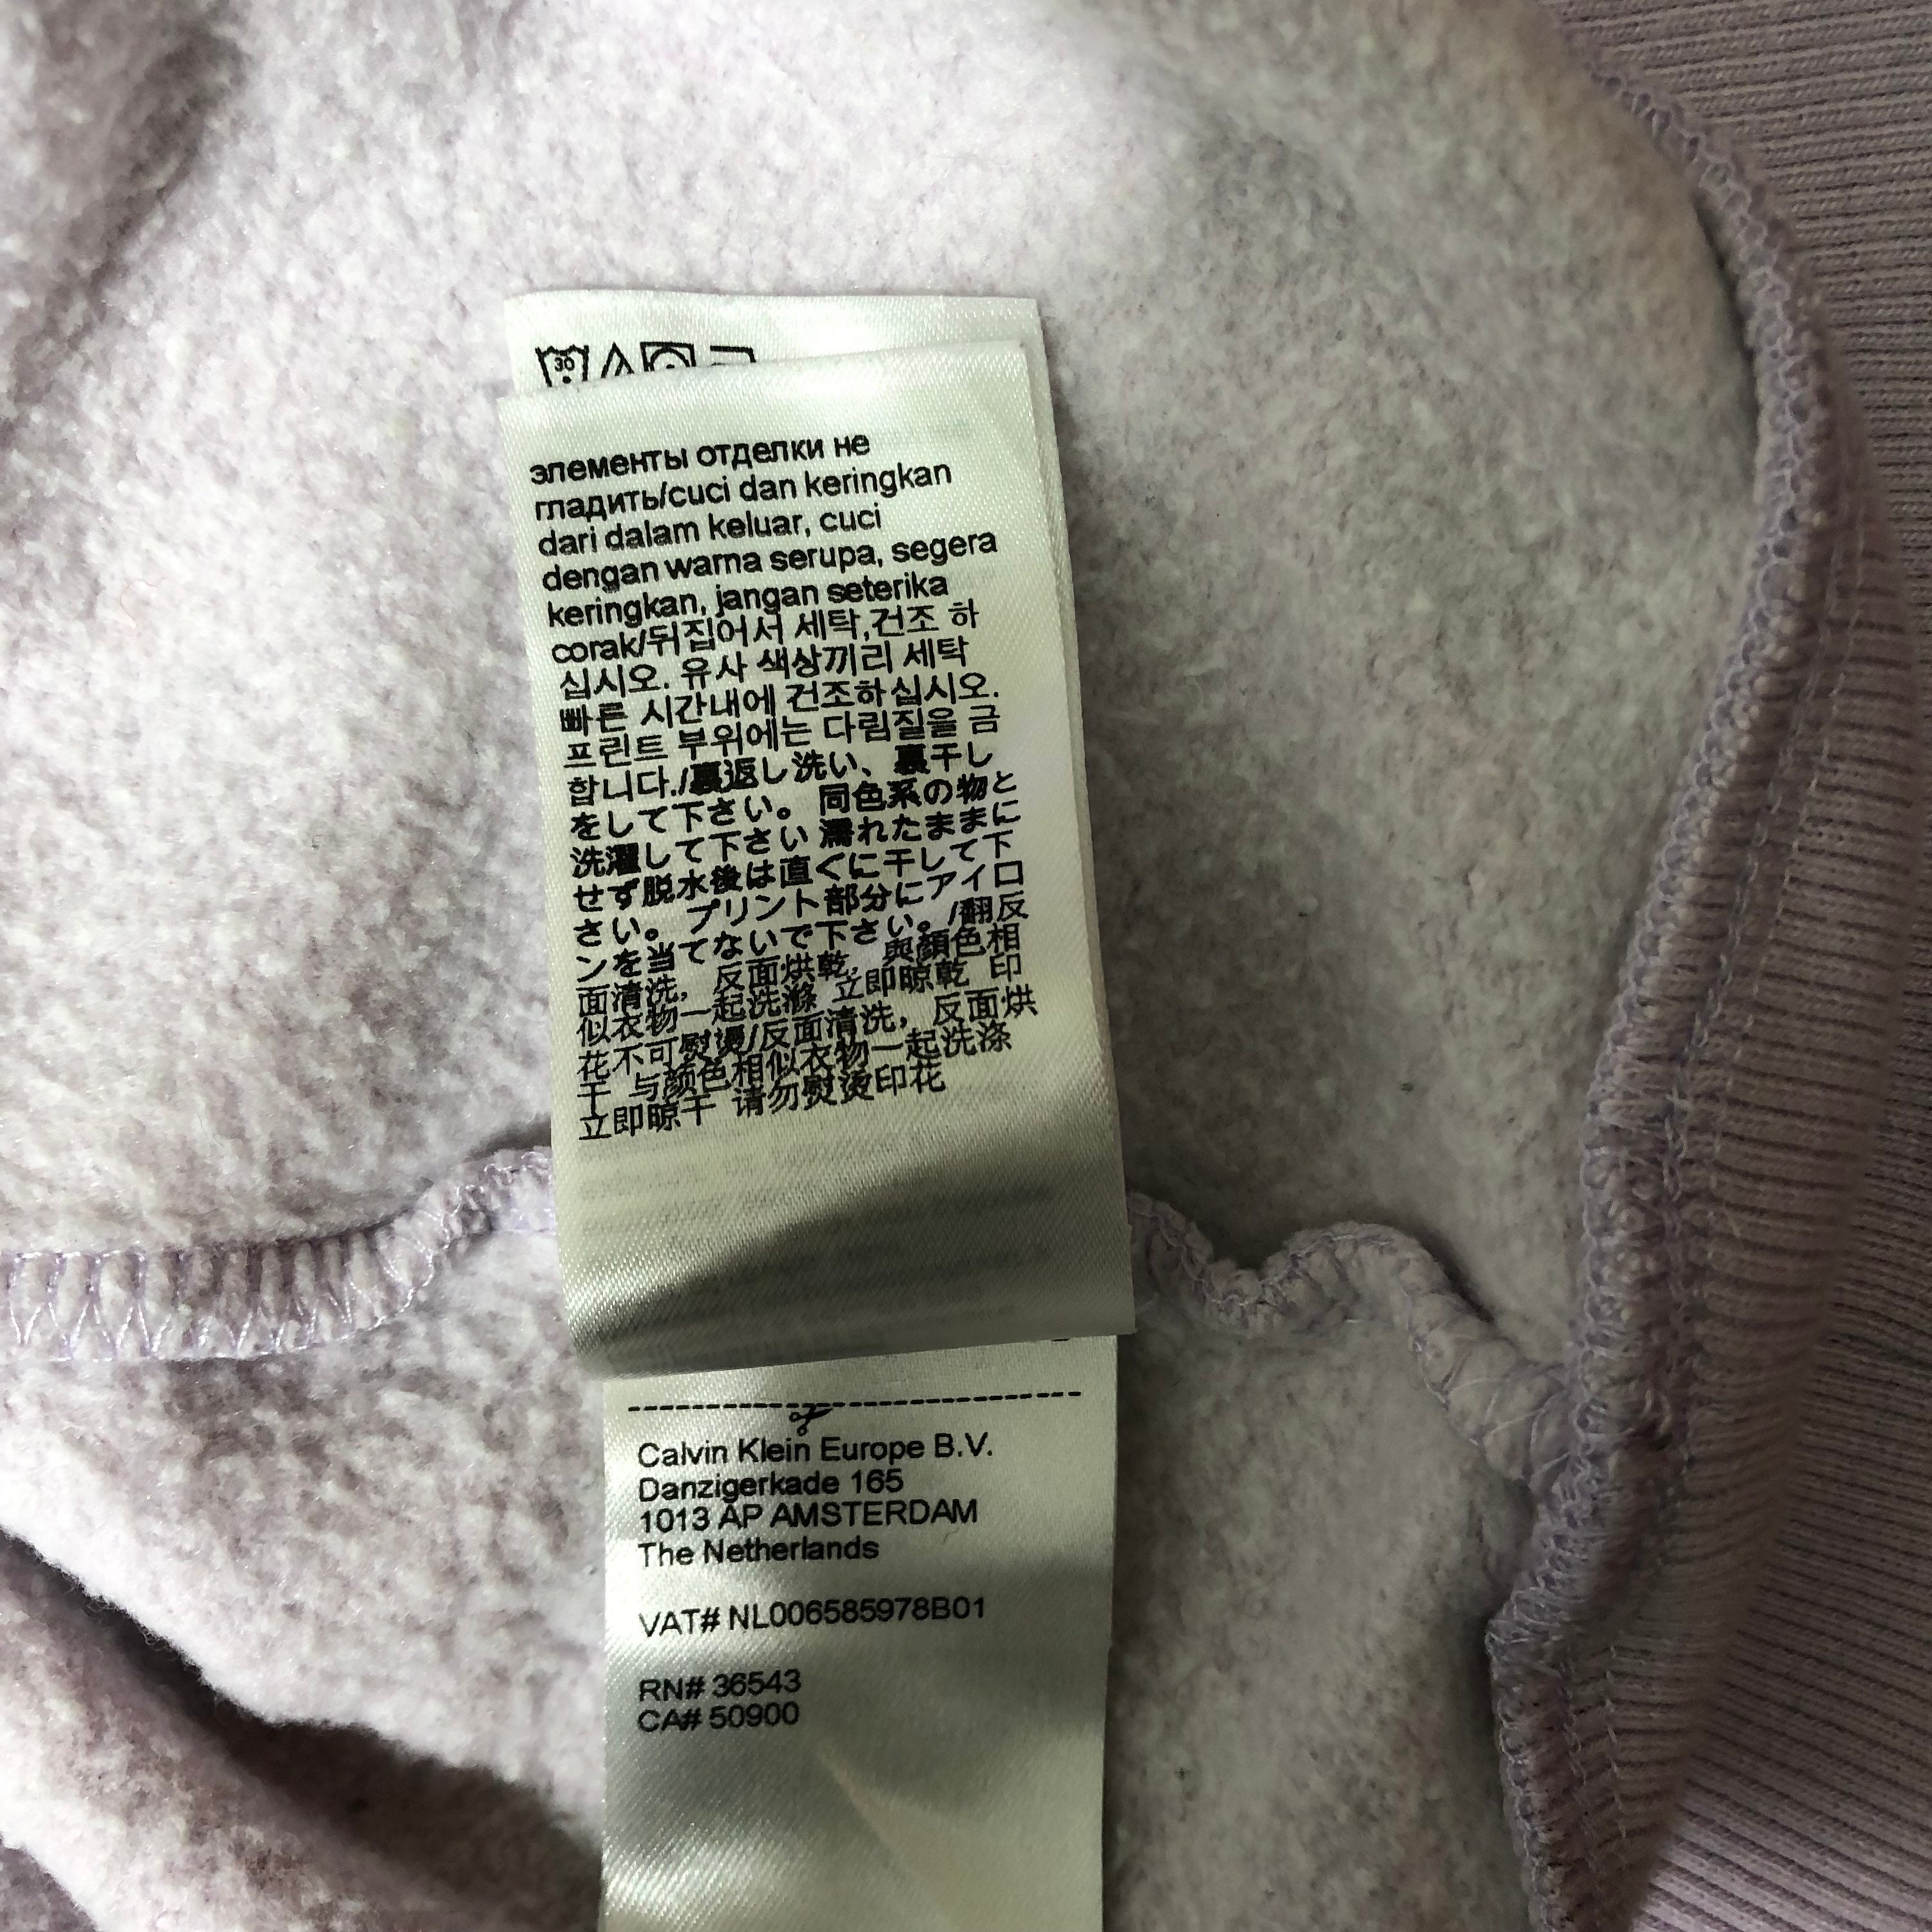 30
элементы отделки не
гладить/cuci dan keringkan
dari dalam keluar, cuci
dengan warna serupa, segera
keringkan, jangan seterika
corak/뒤집어서 세탁,건조 하
십시오. 유사 색상끼리 세탁
빠른 시간내에 건조하십시오.
프린트 부위에는 다림질을 금
합니다./裏返し洗い、裏干し
をして下さい。 同色系の物と
洗濯して下さい 濡れたままに
せず脱水後は直ぐに干して下
さい。 プリント部分にアイロ
ンを当てないで下さい。/翻反
面清洗, 反面烘乾, 與顏色相
似衣物一起洗滌 立即晾乾 印
花不可熨燙/反面清洗, 反面烘
干 与颜色相似衣物一起洗涤
立即晾干 请勿熨烫印花
Calvin Klein Europe B.V.
Danzigerkade 165
1013 AP AMSTERDAM
The Netherlands
VAT# NL006585978B01
RN# 36543
CA# 50900